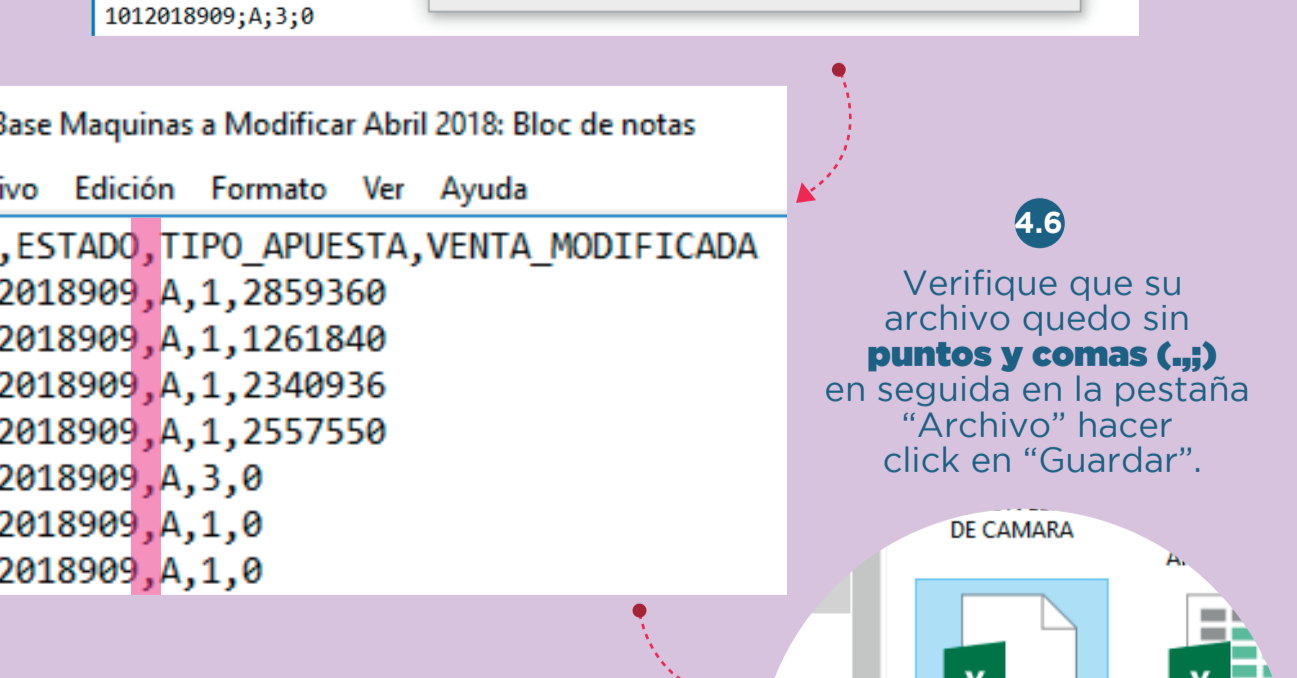 1012018909;A;3;0
Base Maquinas a Modificar Abril 2018: Bloc de notas
ivo Edición Formato Ver Ayuda
,ESTADO,TIPO_APUESTA,VENTA_MODIFICADA
2018909,A,1,2859360
2018909,A,1,1261840
2018909,A,1,2340936
2018909,A,1,2557550
2018909,A,3,0
2018909,A,1,0
2018909,A,1,0
4.6
Verifique que su
archivo quedo sin
puntos y comas (.,;)
en seguida en la pestaña
“Archivo” hacer
click en “Guardar”.
DE CAMARA